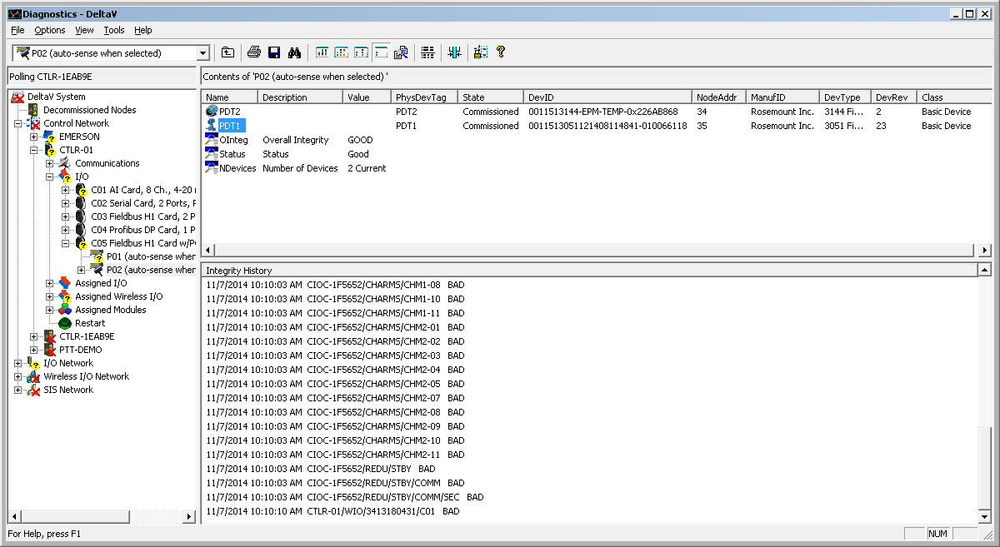 Diagnostics - DeltaV
File Options View Tools Help
P02 (auto-sense when selected)
Polling CTLR-1EAB9E
Contents of 'P02 (auto-sense when selected) '
DeltaV System
Decommissioned Nodes
Control Network
EMERSON
CTLR-01
Communications
I/O
C01 AI Card, 8 Ch., 4-20
C02 Serial Card, 2 Ports,
C03 Fieldbus H1 Card, 2 P
C04 Profibus DP Card, 1 P
C05 Fieldbus H1 Card
P01 (auto-sense when
P02 (auto-sense when
Assigned I/O
Assigned Wireless I/O
Assigned Modules
Restart
CTLR-1EAB9E
PTT-DEMO
I/O Network
Wireless I/O Network
SIS Network
Name Description Value PhysDevTag State DevID NodeAddr ManufID DevType DevRev Class
PDT2 PDT2 Commissioned 0011513144-EPM-TEMP-0x226AB868 34 Rosemount Inc. 3144 Fi... 2 Basic Device
PDT1 PDT1 Commissioned 0011513051121408114841-010066118 35 Rosemount Inc. 3051 Fi... 23 Basic Device
OInteg Overall Integrity GOOD
Status Status Good
NDevices Number of Devices 2 Current
Integrity History
11/7/2014 10:10:03 AM CIOC-1F5652/CHARMS/CHM1-08 BAD
11/7/2014 10:10:03 AM CIOC-1F5652/CHARMS/CHM1-10 BAD
11/7/2014 10:10:03 AM CIOC-1F5652/CHARMS/CHM1-11 BAD
11/7/2014 10:10:03 AM CIOC-1F5652/CHARMS/CHM2-01 BAD
11/7/2014 10:10:03 AM CIOC-1F5652/CHARMS/CHM2-02 BAD
11/7/2014 10:10:03 AM CIOC-1F5652/CHARMS/CHM2-03 BAD
11/7/2014 10:10:03 AM CIOC-1F5652/CHARMS/CHM2-04 BAD
11/7/2014 10:10:03 AM CIOC-1F5652/CHARMS/CHM2-05 BAD
11/7/2014 10:10:03 AM CIOC-1F5652/CHARMS/CHM2-07 BAD
11/7/2014 10:10:03 AM CIOC-1F5652/CHARMS/CHM2-08 BAD
11/7/2014 10:10:03 AM CIOC-1F5652/CHARMS/CHM2-09 BAD
11/7/2014 10:10:03 AM CIOC-1F5652/CHARMS/CHM2-10 BAD
11/7/2014 10:10:03 AM CIOC-1F5652/CHARMS/CHM2-11 BAD
11/7/2014 10:10:03 AM CIOC-1F5652/REDU/STBY BAD
11/7/2014 10:10:03 AM CIOC-1F5652/REDU/STBY/COMM BAD
11/7/2014 10:10:03 AM CIOC-1F5652/REDU/STBY/COMM/SEC BAD
11/7/2014 10:10:10 AM CTLR-01/WIO/3413180431/C01 BAD
For Help, press F1
NUM